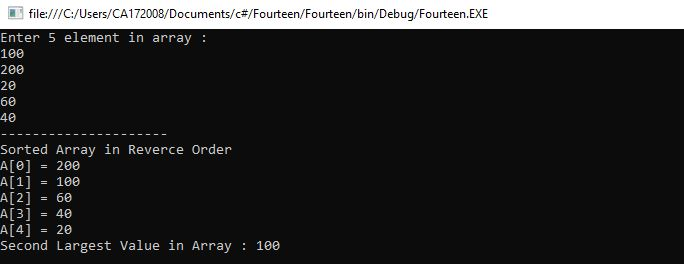 file:///C:/Users/CA172008/Documents/c#/Fourteen/Fourteen/bin/Debug/Fourteen.EXE
Enter 5 element in array :
100
200
20
60
40
---------------------
Sorted Array in Reverce Order
A[0] = 200
A[1] = 100
A[2] = 60
A[3] = 40
A[4] = 20
Second Largest Value in Array : 100